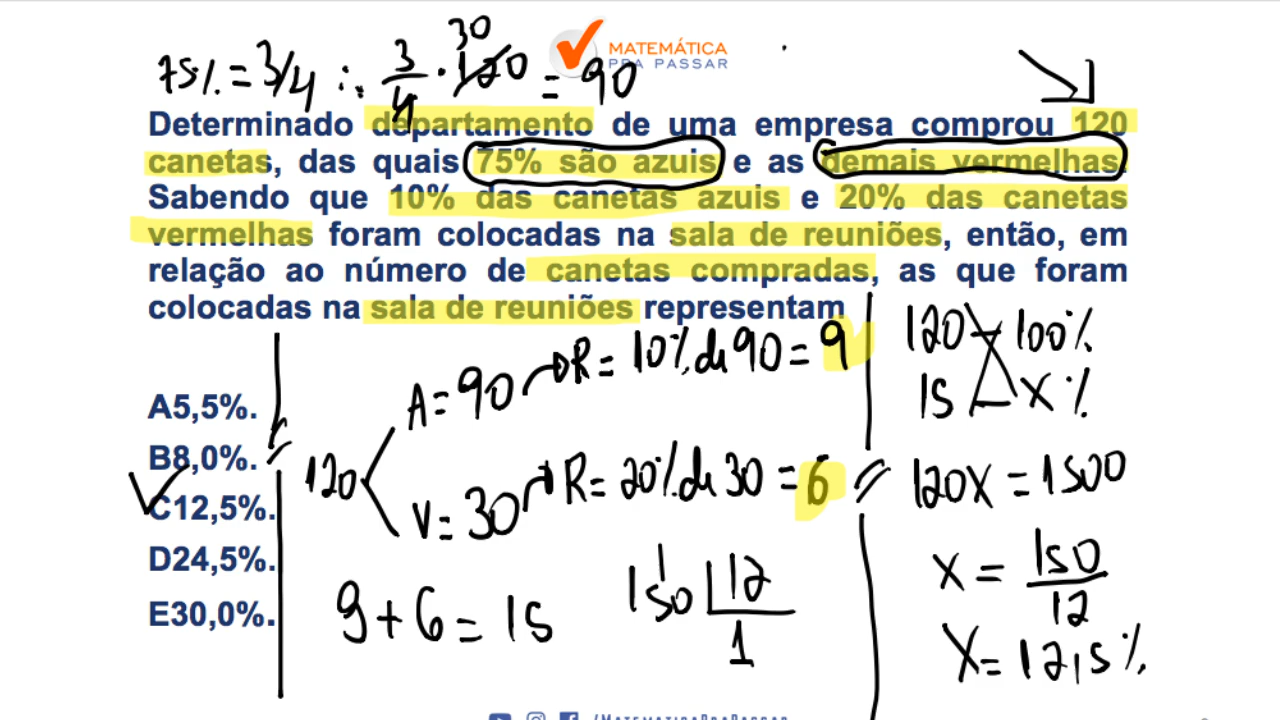 75% = 3/4 ∴ 3/4 · 120 = 90
30
MATEMÁTICA
PRA PASSAR
Determinado departamento de uma empresa comprou 120
canetas, das quais 75% são azuis e as demais vermelhas.
Sabendo que 10% das canetas azuis e 20% das canetas
vermelhas foram colocadas na sala de reuniões, então, em
relação ao número de canetas compradas, as que foram
colocadas na sala de reuniões representam
A5,5%.
B8,0%.
C12,5%.
D24,5%.
E30,0%.
120
A = 90
R = 10% de 90 = 9
V = 30
R = 20% de 30 = 6
9 + 6 = 15
150 12
1
120 100%
15 X %
120X = 1500
X = 150/12
X = 12,5%
/MATEMATICAPRAPASSAR